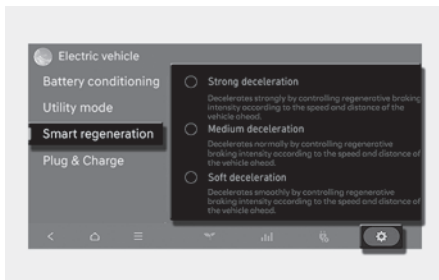 Electric vehicle
Battery conditioning
Utility mode
Smart regeneration
Plug & Charge
Strong deceleration
Decelerates strongly by controlling regenerative braking
intensity according to the speed and distance of the
vehicle ahead.
Medium deceleration
Decelerates normally by controlling regenerative
braking intensity according to the speed and distance of
the vehicle ahead.
Soft deceleration
Decelerates smoothly by controlling regenerative
braking intensity according to the speed and distance of
the vehicle ahead.